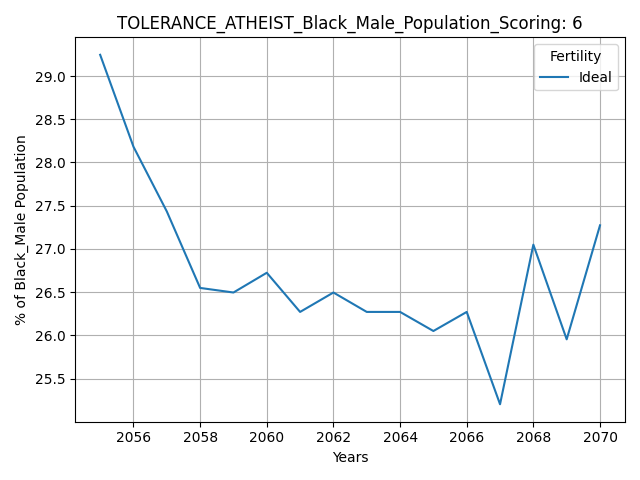 TOLERANCE_ATHEIST_Black_Male_Population_Scoring: 6
Fertility
Ideal
29.0
28.5
28.0
27.5
27.0
26.5
26.0
25.5
% of Black_Male Population
2056 2058 2060 2062 2064 2066 2068 2070
Years